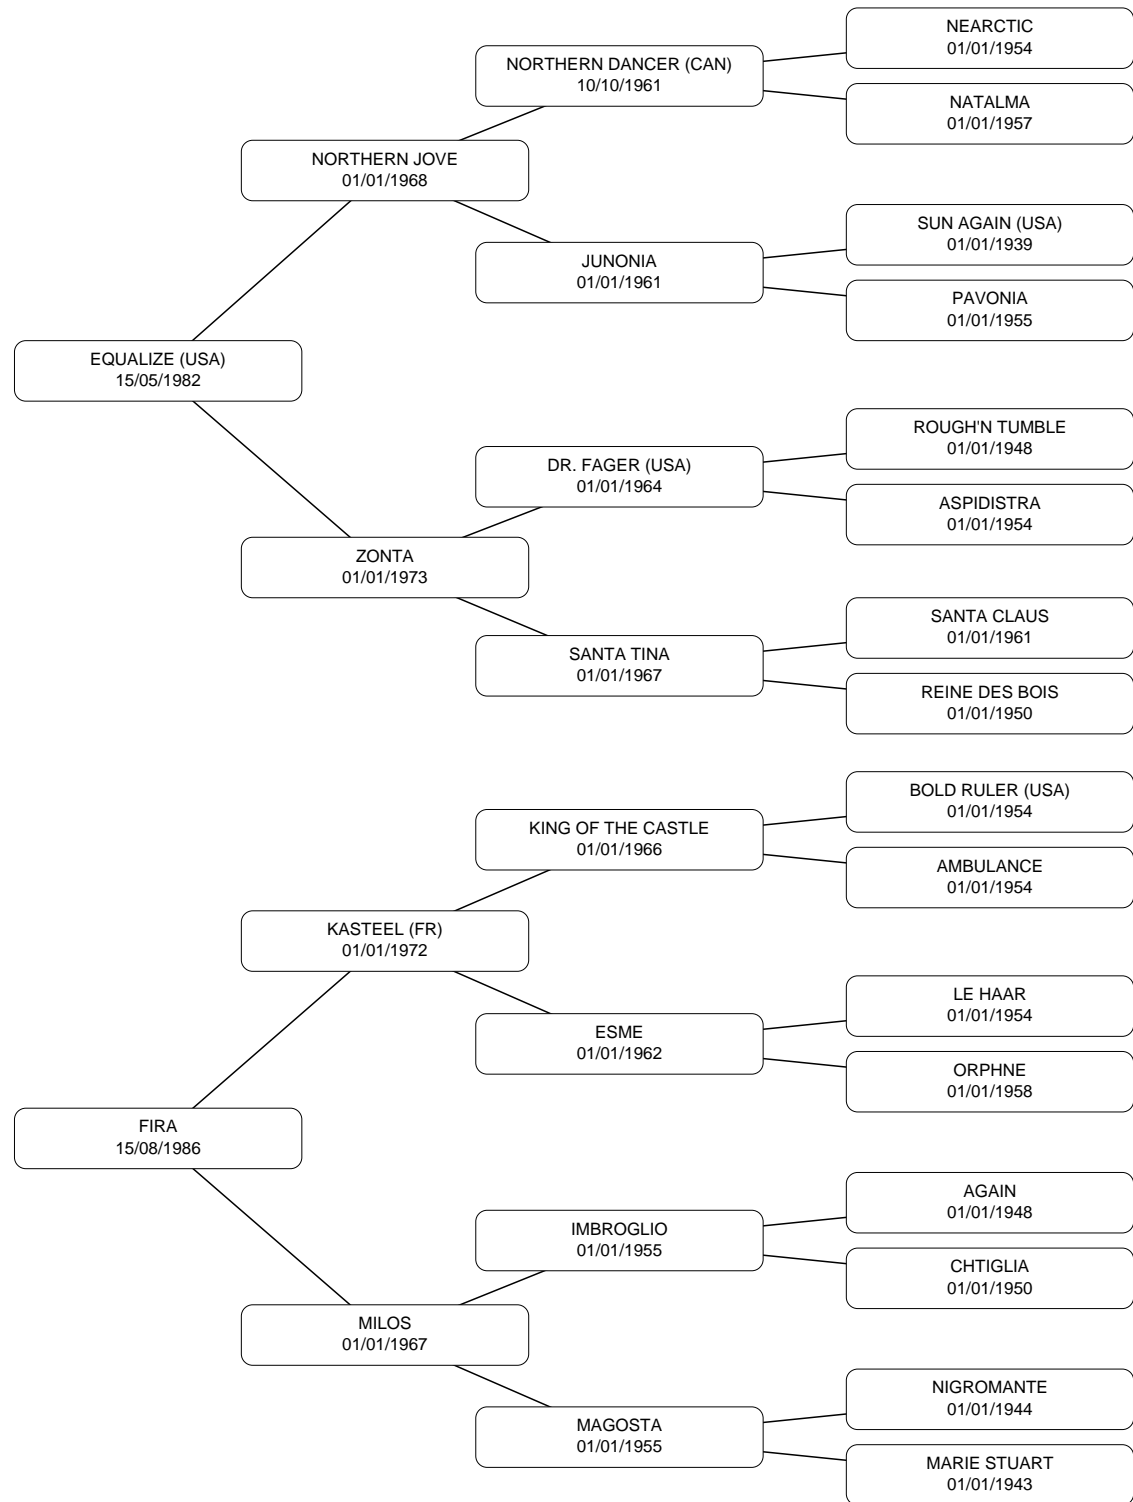 NEARCTIC
01/01/1954
NORTHERN DANCER (CAN)
10/10/1961
NATALMA
01/01/1957
NORTHERN JOVE
01/01/1968
SUN AGAIN (USA)
01/01/1939
JUNONIA
01/01/1961
PAVONIA
01/01/1955
EQUALIZE (USA)
15/05/1982
ROUGH'N TUMBLE
01/01/1948
DR. FAGER (USA)
01/01/1964
ASPIDISTRA
01/01/1954
ZONTA
01/01/1973
SANTA CLAUS
01/01/1961
SANTA TINA
01/01/1967
REINE DES BOIS
01/01/1950
BOLD RULER (USA)
01/01/1954
KING OF THE CASTLE
01/01/1966
AMBULANCE
01/01/1954
KASTEEL (FR)
01/01/1972
LE HAAR
01/01/1954
ESME
01/01/1962
ORPHNE
01/01/1958
FIRA
15/08/1986
AGAIN
01/01/1948
IMBROGLIO
01/01/1955
CHTIGLIA
01/01/1950
MILOS
01/01/1967
NIGROMANTE
01/01/1944
MAGOSTA
01/01/1955
MARIE STUART
01/01/1943